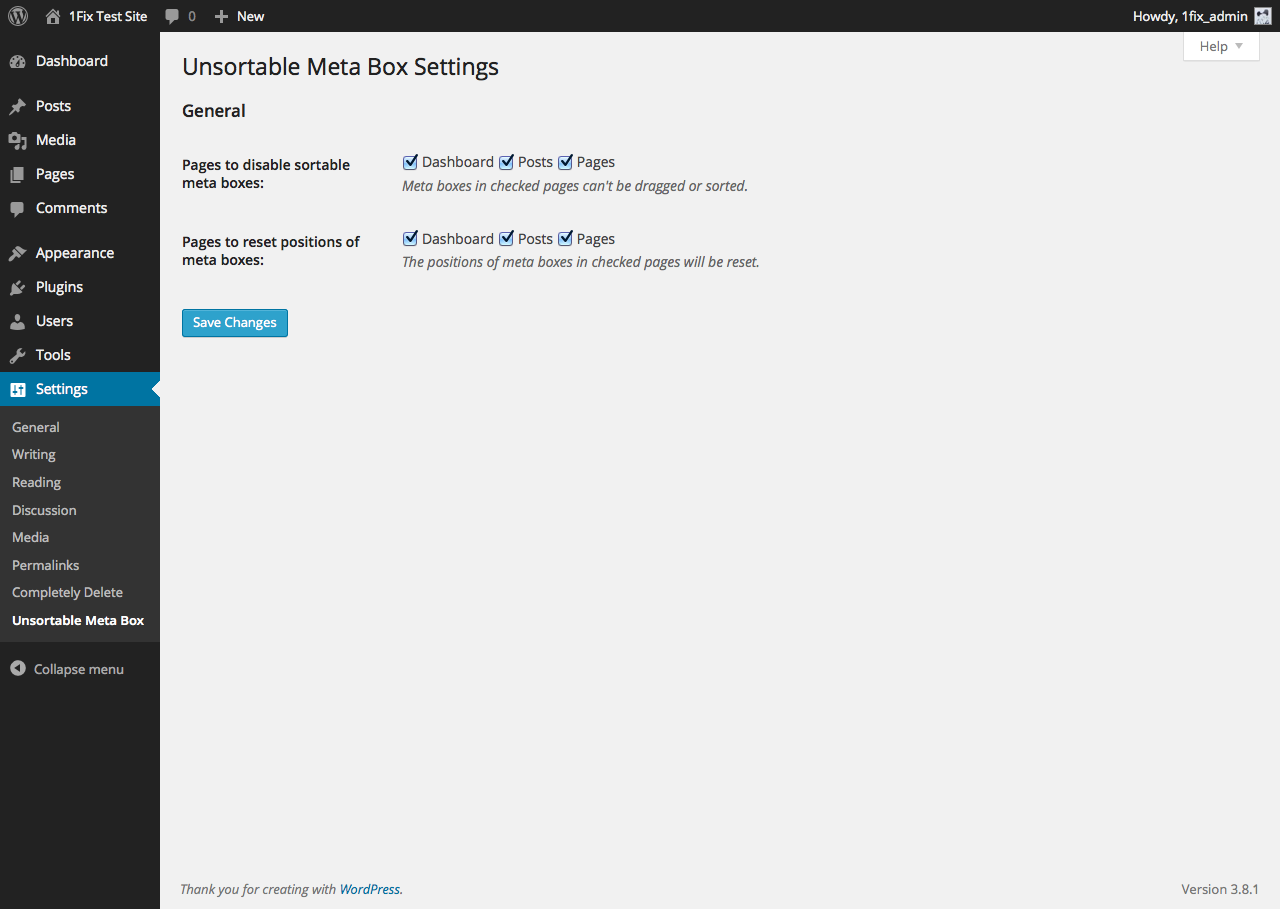 1Fix Test Site 0 New Howdy, 1fix_admin
Help
Dashboard
Posts
Media
Pages
Comments
Appearance
Plugins
Users
Tools
Settings
General
Writing
Reading
Discussion
Media
Permalinks
Completely Delete
Unsortable Meta Box
Collapse menu
Unsortable Meta Box Settings
General
Pages to disable sortable
meta boxes:
Dashboard Posts Pages
Meta boxes in checked pages can't be dragged or sorted.
Pages to reset positions of
meta boxes:
Dashboard Posts Pages
The positions of meta boxes in checked pages will be reset.
Save Changes
Thank you for creating with WordPress. Version 3.8.1